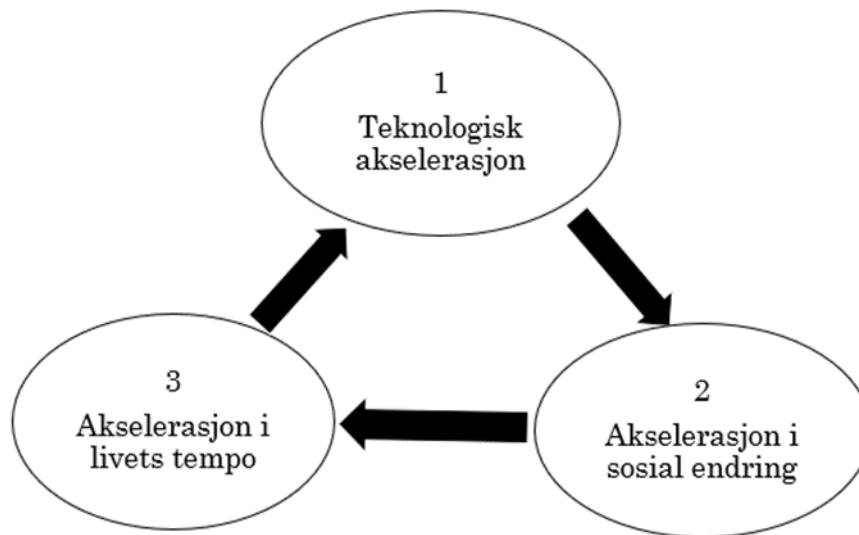 1
Teknologisk
akselerasjon
2
Akselerasjon i
sosial endring
3
Akselerasjon i
livets tempo